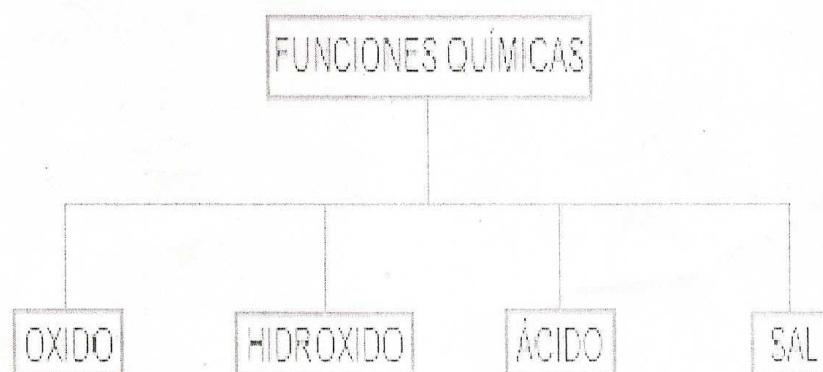 FUNCIONES QUÍMICAS
OXIDO
HIDROXIDO
ÁCIDO
SAL